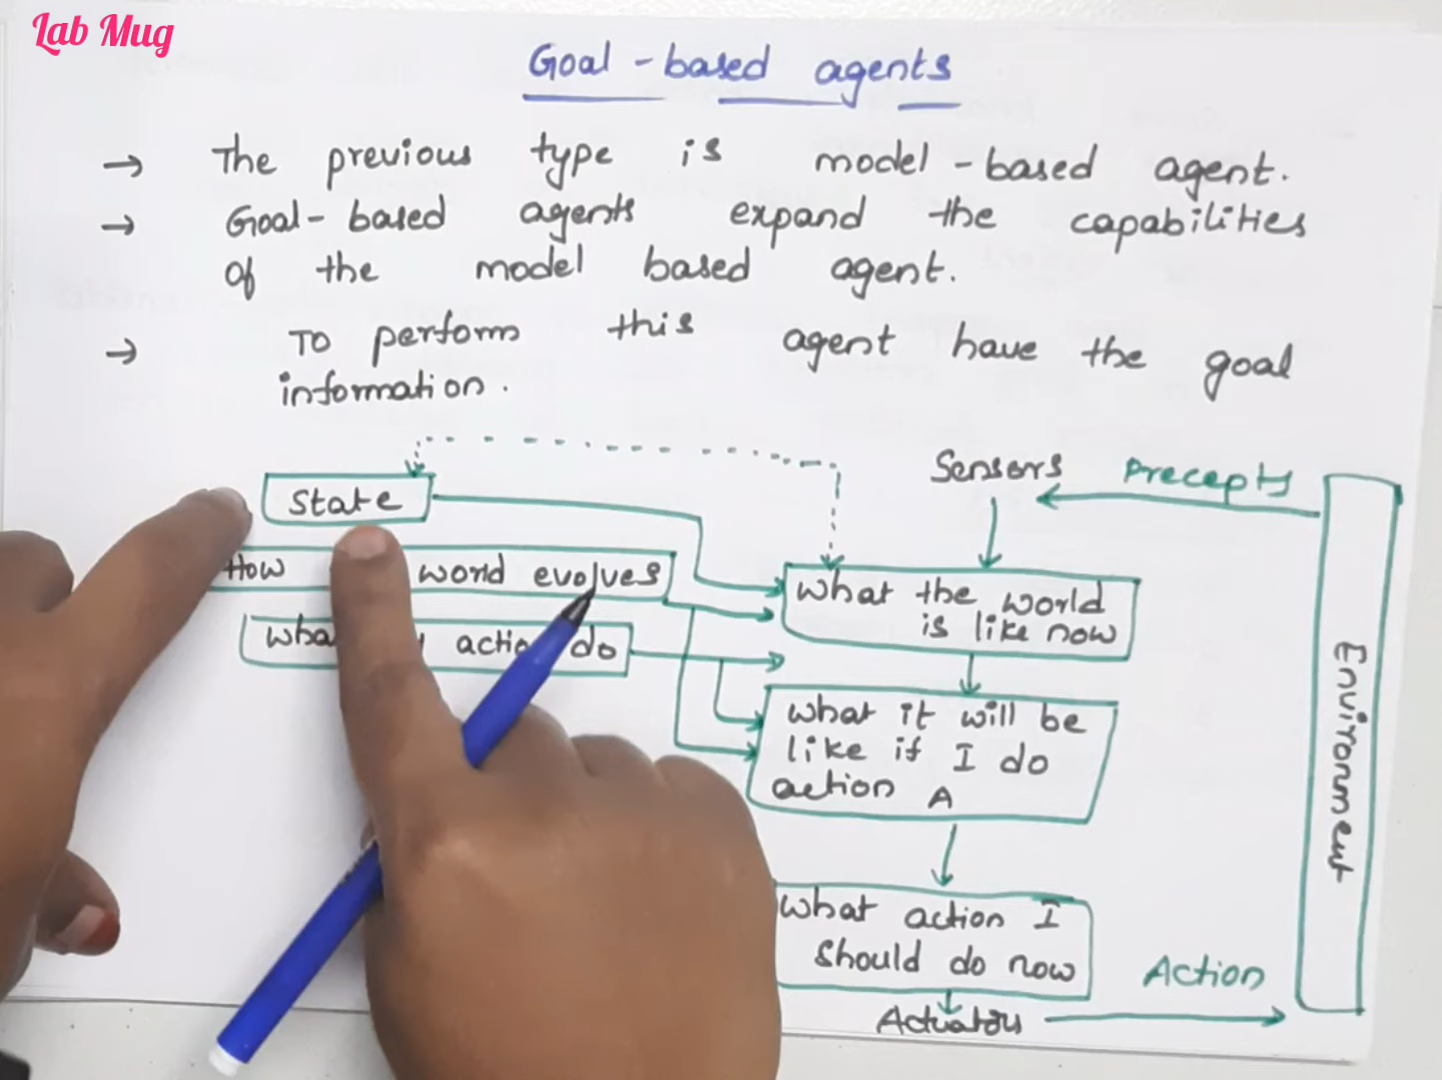 Lab Mug
Goal-based agents
→ The previous type is model-based agent.
→ Goal-based agents expand the capabilities
of the model based agent.
→ To perform this agent have the goal
information.
State
How world evolves
do
Sensors
Precepts
What the world
is like now
What it will be
like if I do
action A
What action I
should do now
Actuators
Action
Environment